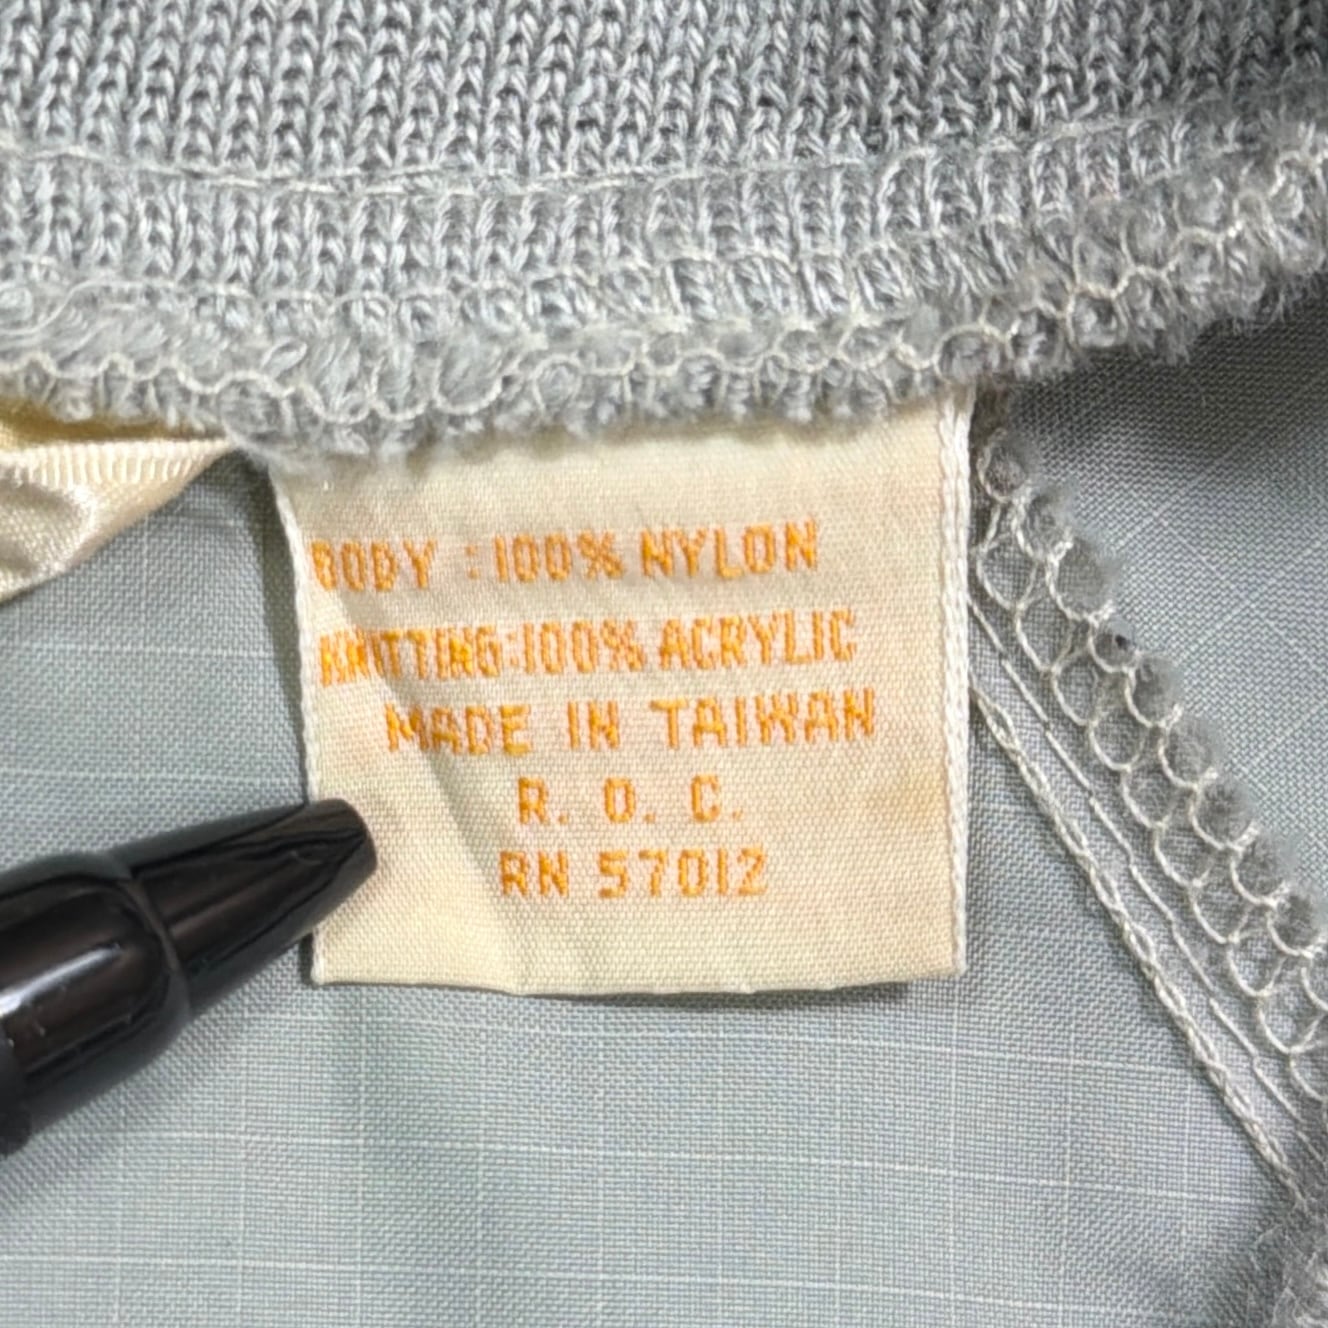 BODY : 100% NYLON
KNITTING:100% ACRYLIC
MADE IN TAIWAN
R. O. C.
RN 57012